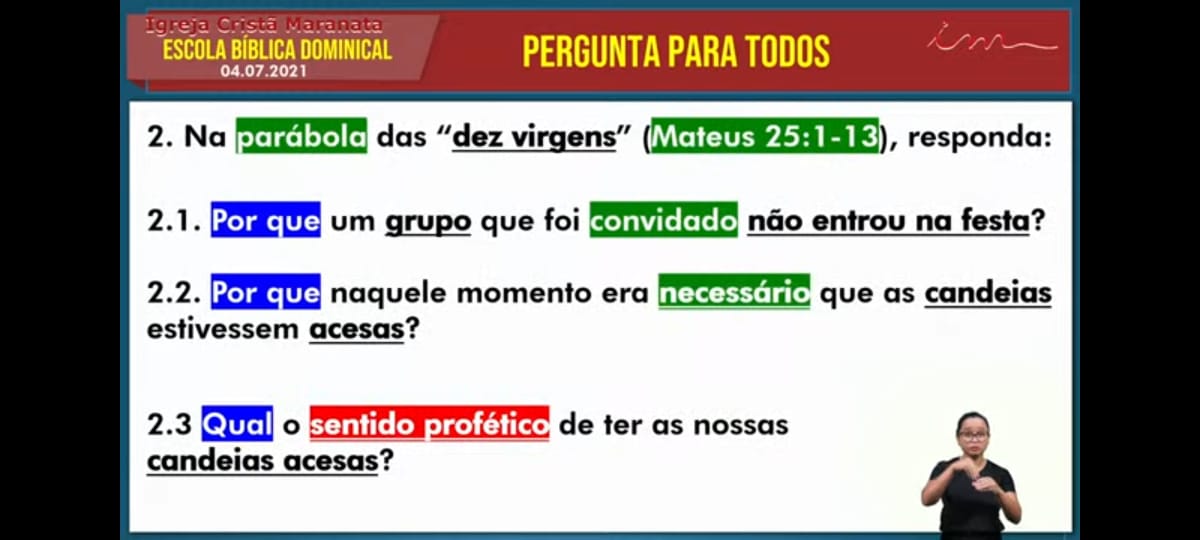 Igreja Cristã Maranata
ESCOLA BÍBLICA DOMINICAL
04.07.2021
PERGUNTA PARA TODOS
im
2. Na parábola das “dez virgens” (Mateus 25:1-13), responda:
2.1. Por que um grupo que foi convidado não entrou na festa?
2.2. Por que naquele momento era necessário que as candeias
estivessem acesas?
2.3 Qual o sentido profético de ter as nossas
candeias acesas?